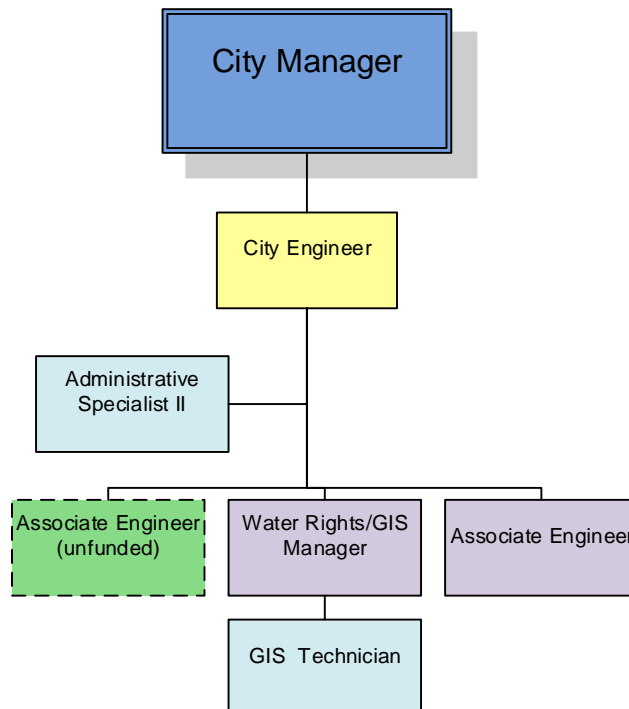 City Manager
City Engineer
Administrative
Specialist II
Associate Engineer
(unfunded)
Water Rights/GIS
Manager
Associate Engineer
GIS Technician